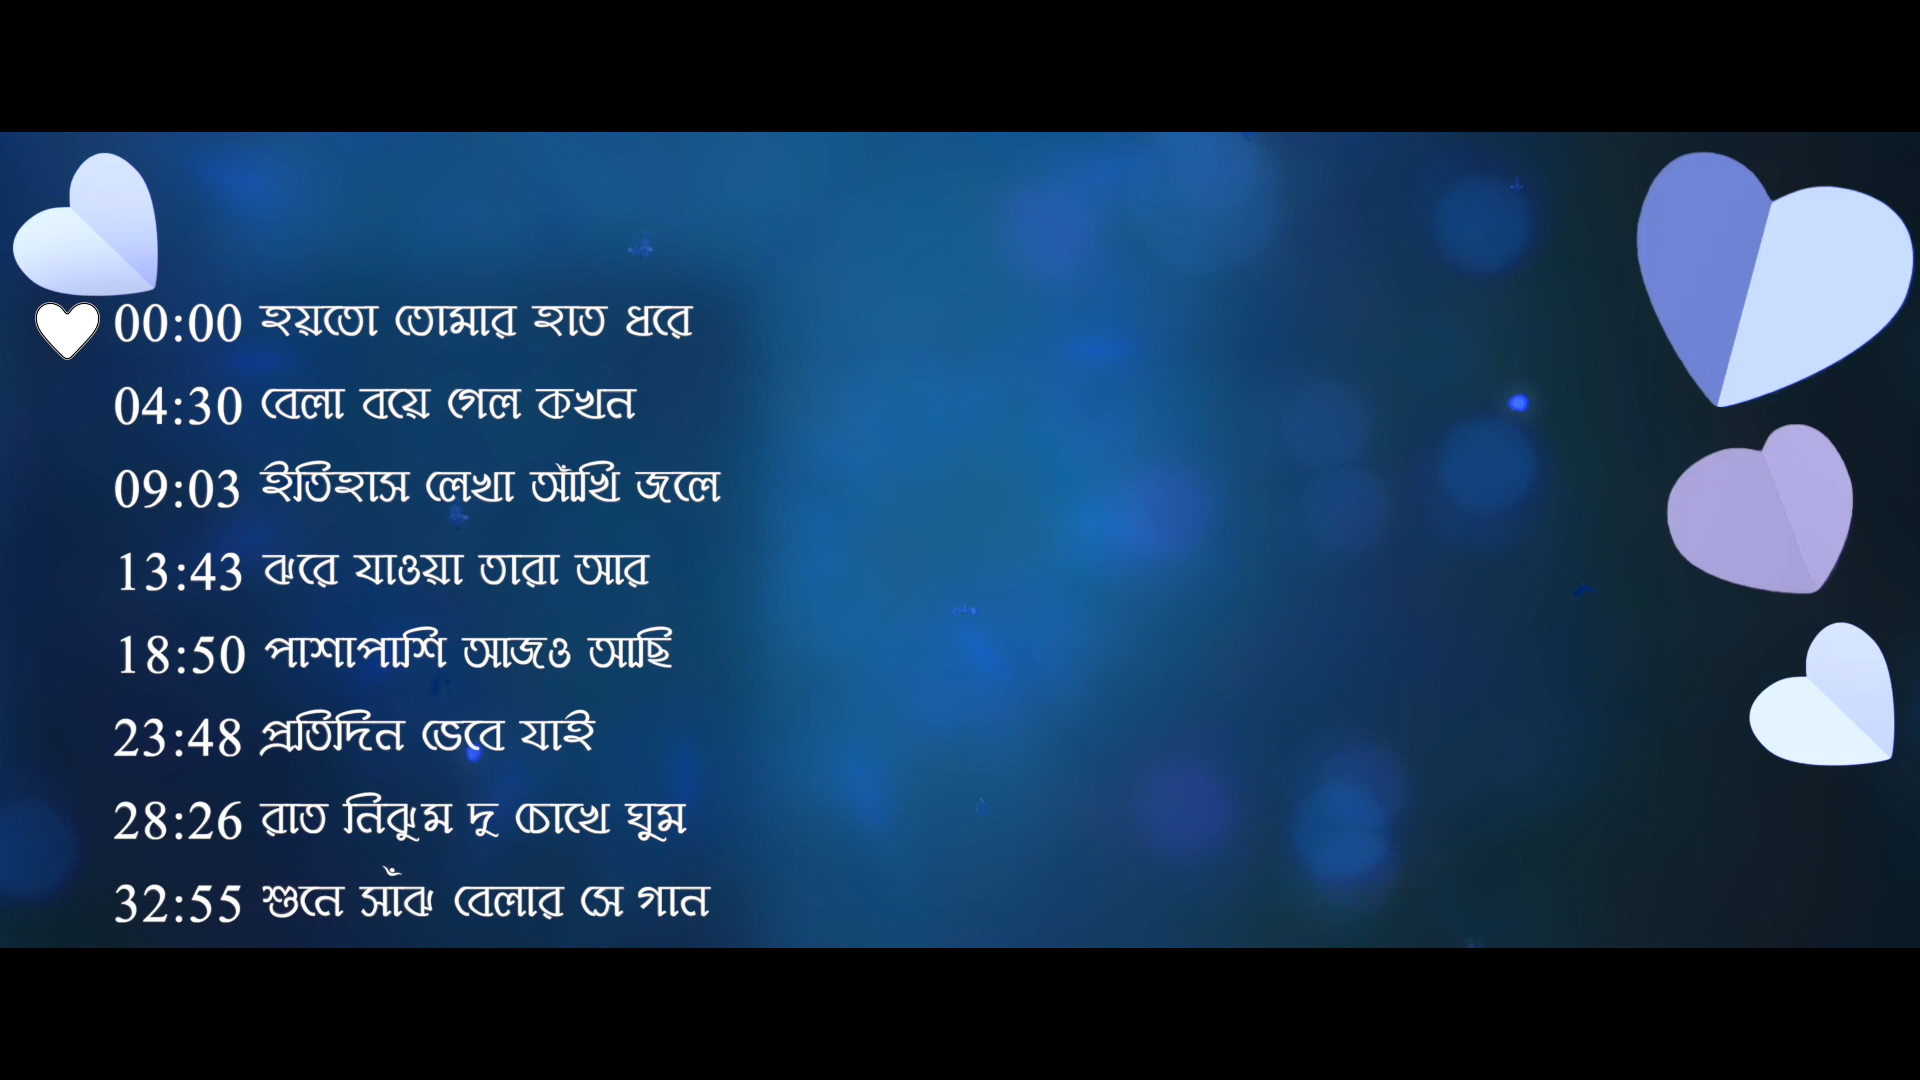 00:00 হয়তো তোমার হাত ধরে
04:30 বেলা বয়ে গেল কখন
09:03 ইতিহাস লেখা আঁখি জলে
13:43 ঝরে যাওয়া তারা আর
18:50 পাশাপাশি আজও আছি
23:48 প্রতিদিন ভেবে যাই
28:26 রাত নিঝুম দু চোখে ঘুম
32:55 শুনে সাঁঝ বেলার সে গান